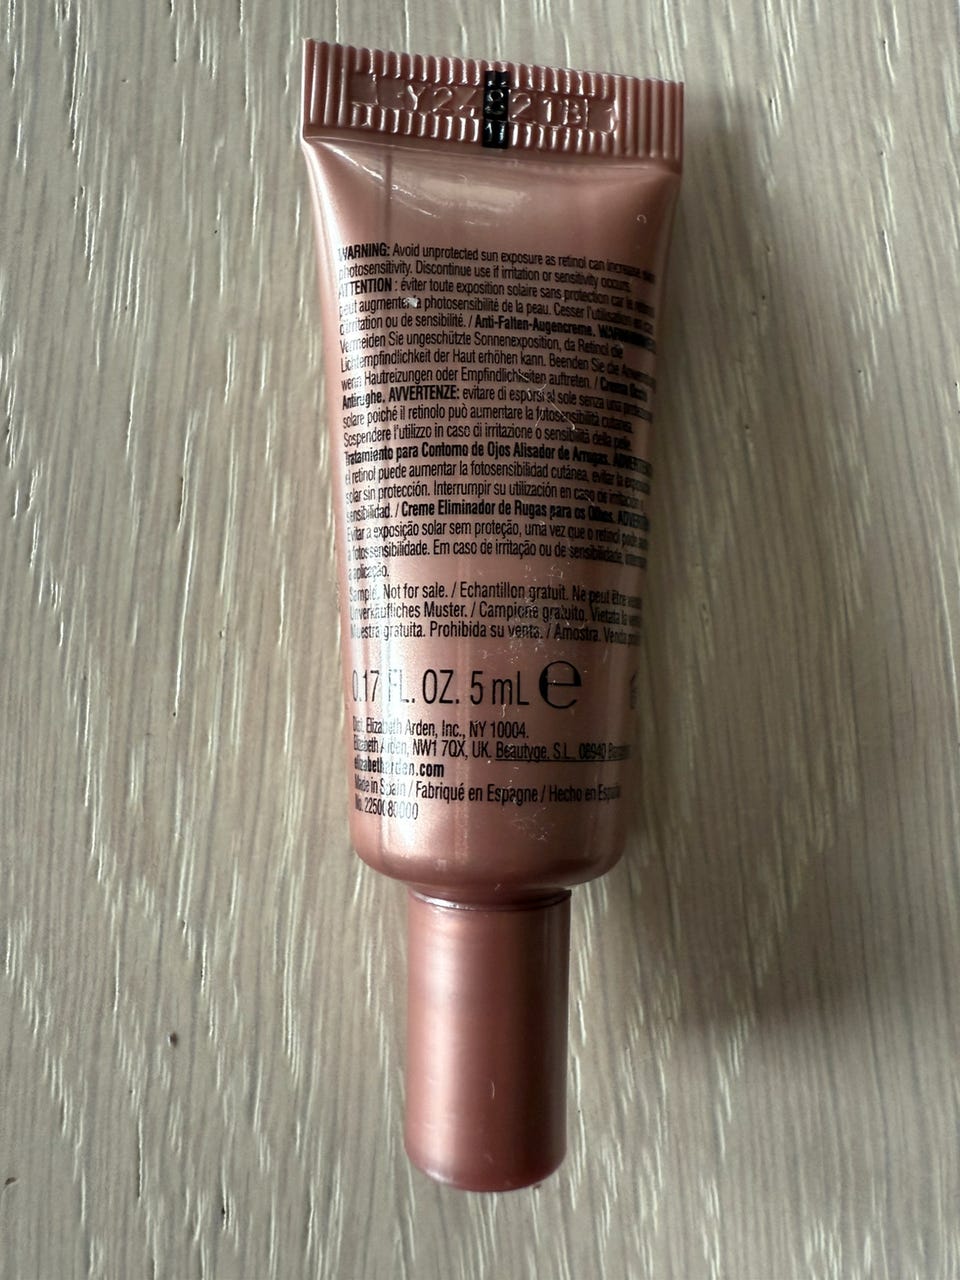 WARNING: Avoid unprotected sun exposure as retinol can increase
photosensitivity. Discontinue use if irritation or sensitivity occurs.
ATTENTION : éviter toute exposition solaire sans protection car le
peut augmenter la photosensibilité de la peau. Cesser l'utilisation en
d'irritation ou de sensibilité. / Anti-Falten-Augencreme.
Vermeiden Sie ungeschützte Sonnenexposition, da Retinol die
Lichtempfindlichkeit der Haut erhöhen kann. Beenden Sie die
wenn Hautreizungen oder Empfindlichkeiten auftreten. / Crema
Antirughe. AVVERTENZE: evitare di esporsi al sole senza una
solare poiché il retinolo può aumentare la fotosensibilità cutanea.
Sospendere l'utilizzo in caso di irritazione o sensibilità della pelle.
Tratamiento para Contorno de Ojos Alisador de Arrugas.
el retinol puede aumentar la fotosensibilidad cutánea, evitar la
solar sin protección. Interrumpir su utilización en caso de irritación
sensibilidad. / Creme Eliminador de Rugas para os Olhos.
Evitar a exposição solar sem proteção, uma vez que o retinol pode
a fotossensibilidade. Em caso de irritação ou de sensibilidade,
a aplicação.
Sample. Not for sale. / Echantillon gratuit. Ne peut être
Unverkäufliches Muster. / Campione gratuito. Vietata la
Muestra gratuita. Prohibida su venta. / Amostra. Venda
0.17 FL. OZ. 5 mL ℮
Dist. Elizabeth Arden, Inc., NY 10004.
Elizabeth Arden, NW1 7QX, UK. Beautyge, S.L. 08940
elizabetharden.com
Made in Spain / Fabriqué en Espagne / Hecho en España